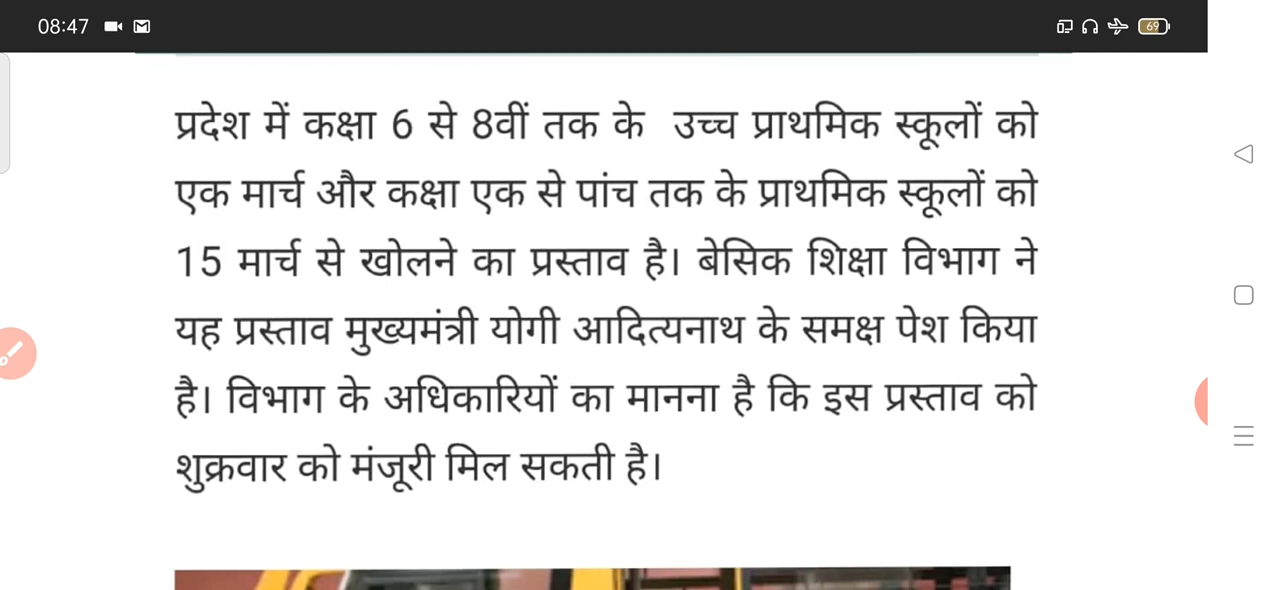 08:47
69
प्रदेश में कक्षा 6 से 8वीं तक के उच्च प्राथमिक स्कूलों को
एक मार्च और कक्षा एक से पांच तक के प्राथमिक स्कूलों को
15 मार्च से खोलने का प्रस्ताव है। बेसिक शिक्षा विभाग ने
यह प्रस्ताव मुख्यमंत्री योगी आदित्यनाथ के समक्ष पेश किया
है। विभाग के अधिकारियों का मानना है कि इस प्रस्ताव को
शुक्रवार को मंजूरी मिल सकती है।